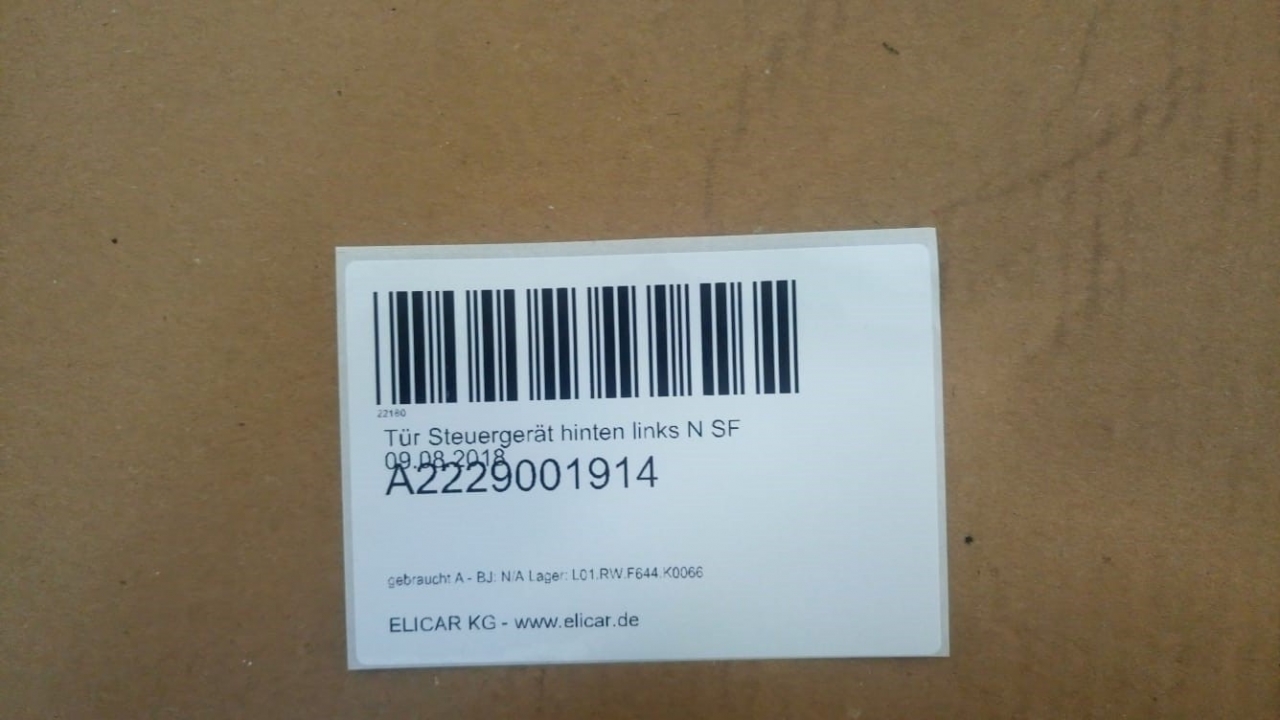 22180
Tür Steuergerät hinten links N SF
09.08.2018
A2229001914
gebraucht A - BJ: N/A Lager: L01.RW.F644.K0066
ELICAR KG - www.elicar.de